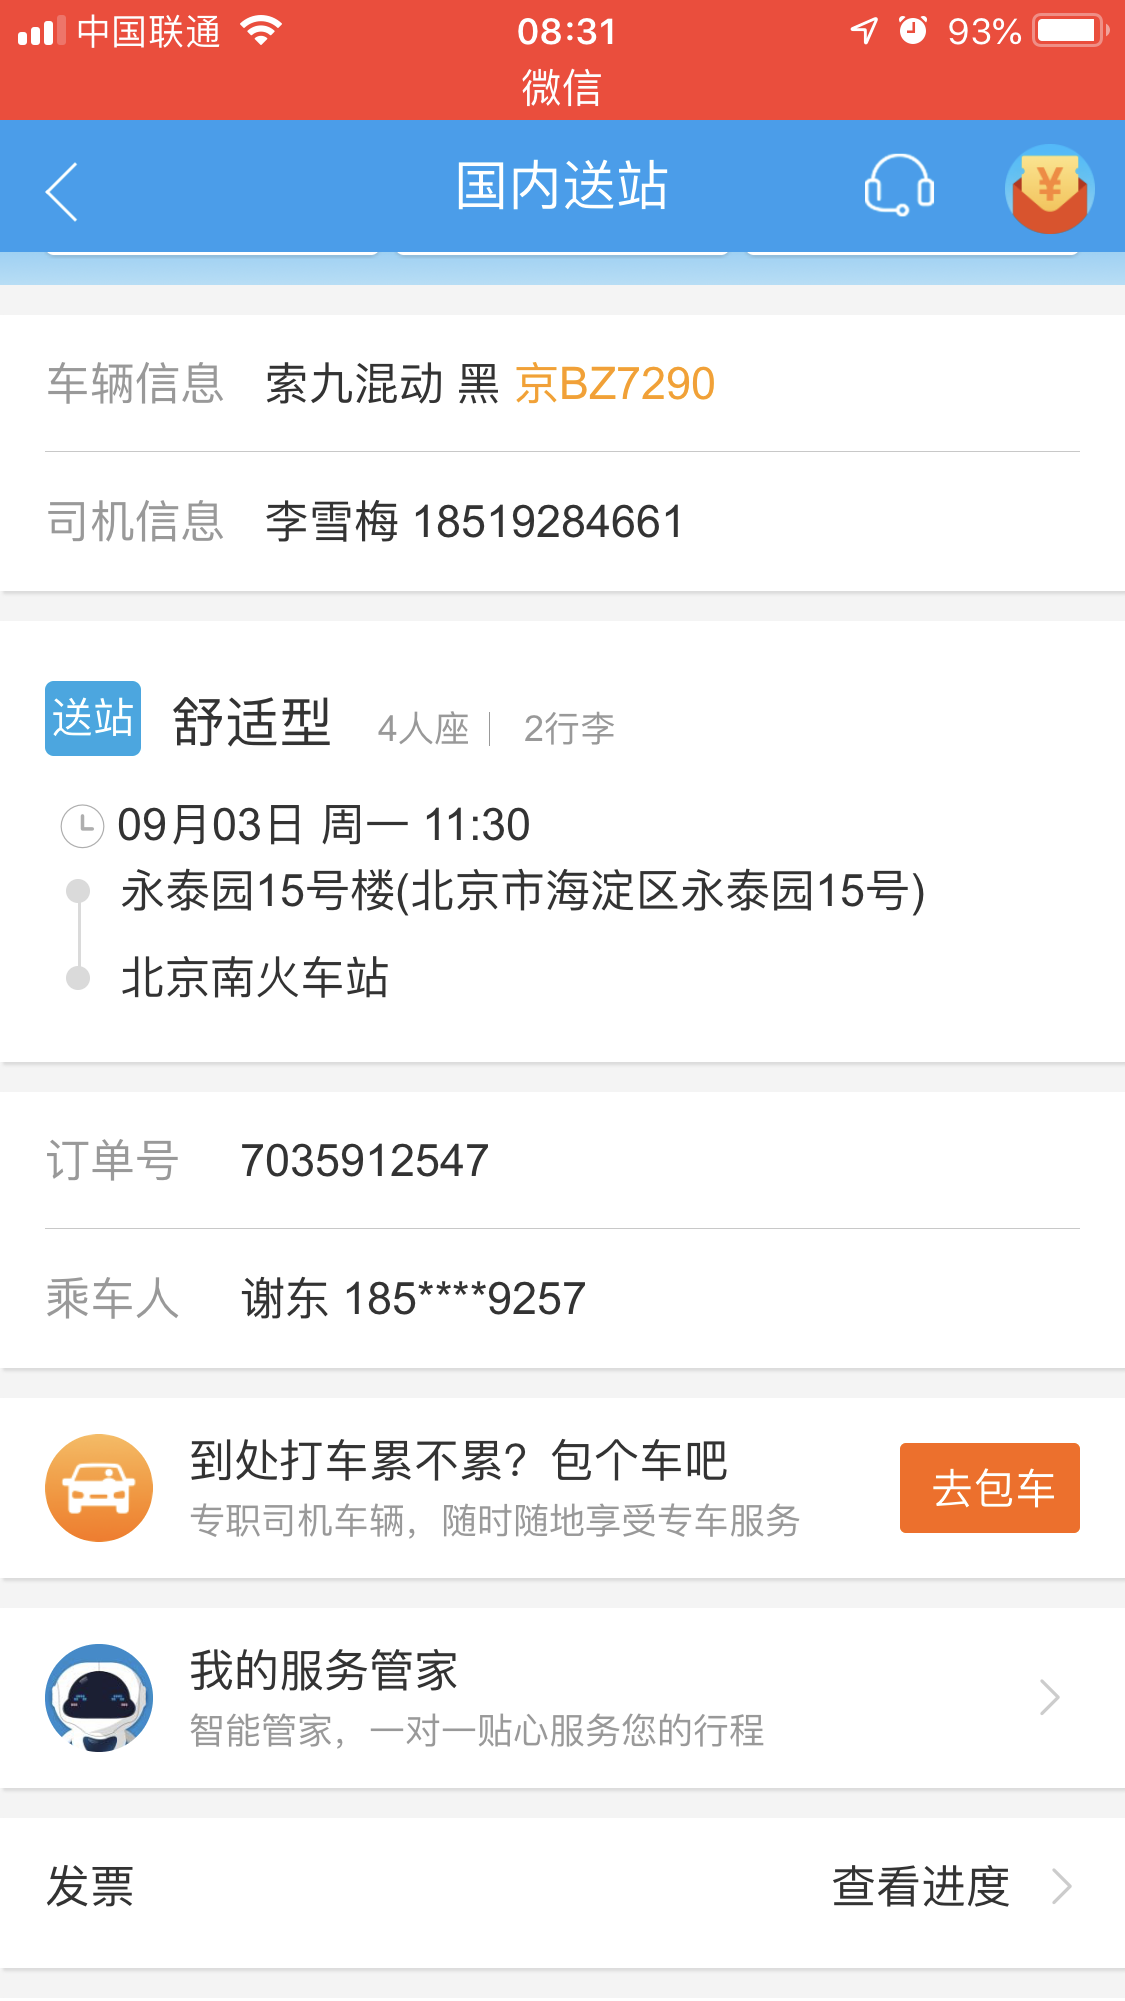 中国联通 08:31 93%
微信
国内送站
车辆信息 索九混动 黑 京BZ7290
司机信息 李雪梅 18519284661
送站 舒适型 4人座 2行李
09月03日 周一 11:30
永泰园15号楼(北京市海淀区永泰园15号)
北京南火车站
订单号 7035912547
乘车人 谢东 185****9257
到处打车累不累？包个车吧
专职司机车辆，随时随地享受专车服务
去包车
我的服务管家
智能管家，一对一贴心服务您的行程
发票 查看进度